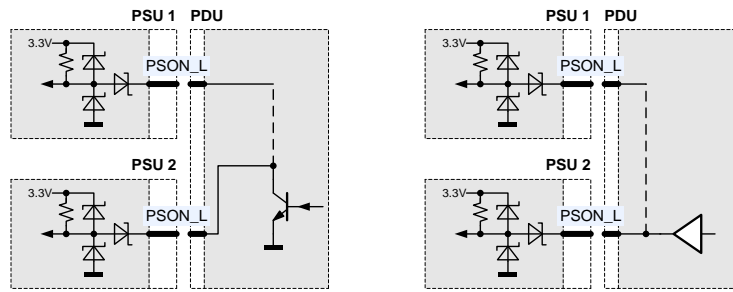 PSU 1 PDU
3.3V
PSON_L
PSU 2
3.3V
PSON_L
PSU 1 PDU
3.3V
PSON_L
PSU 2
3.3V
PSON_L